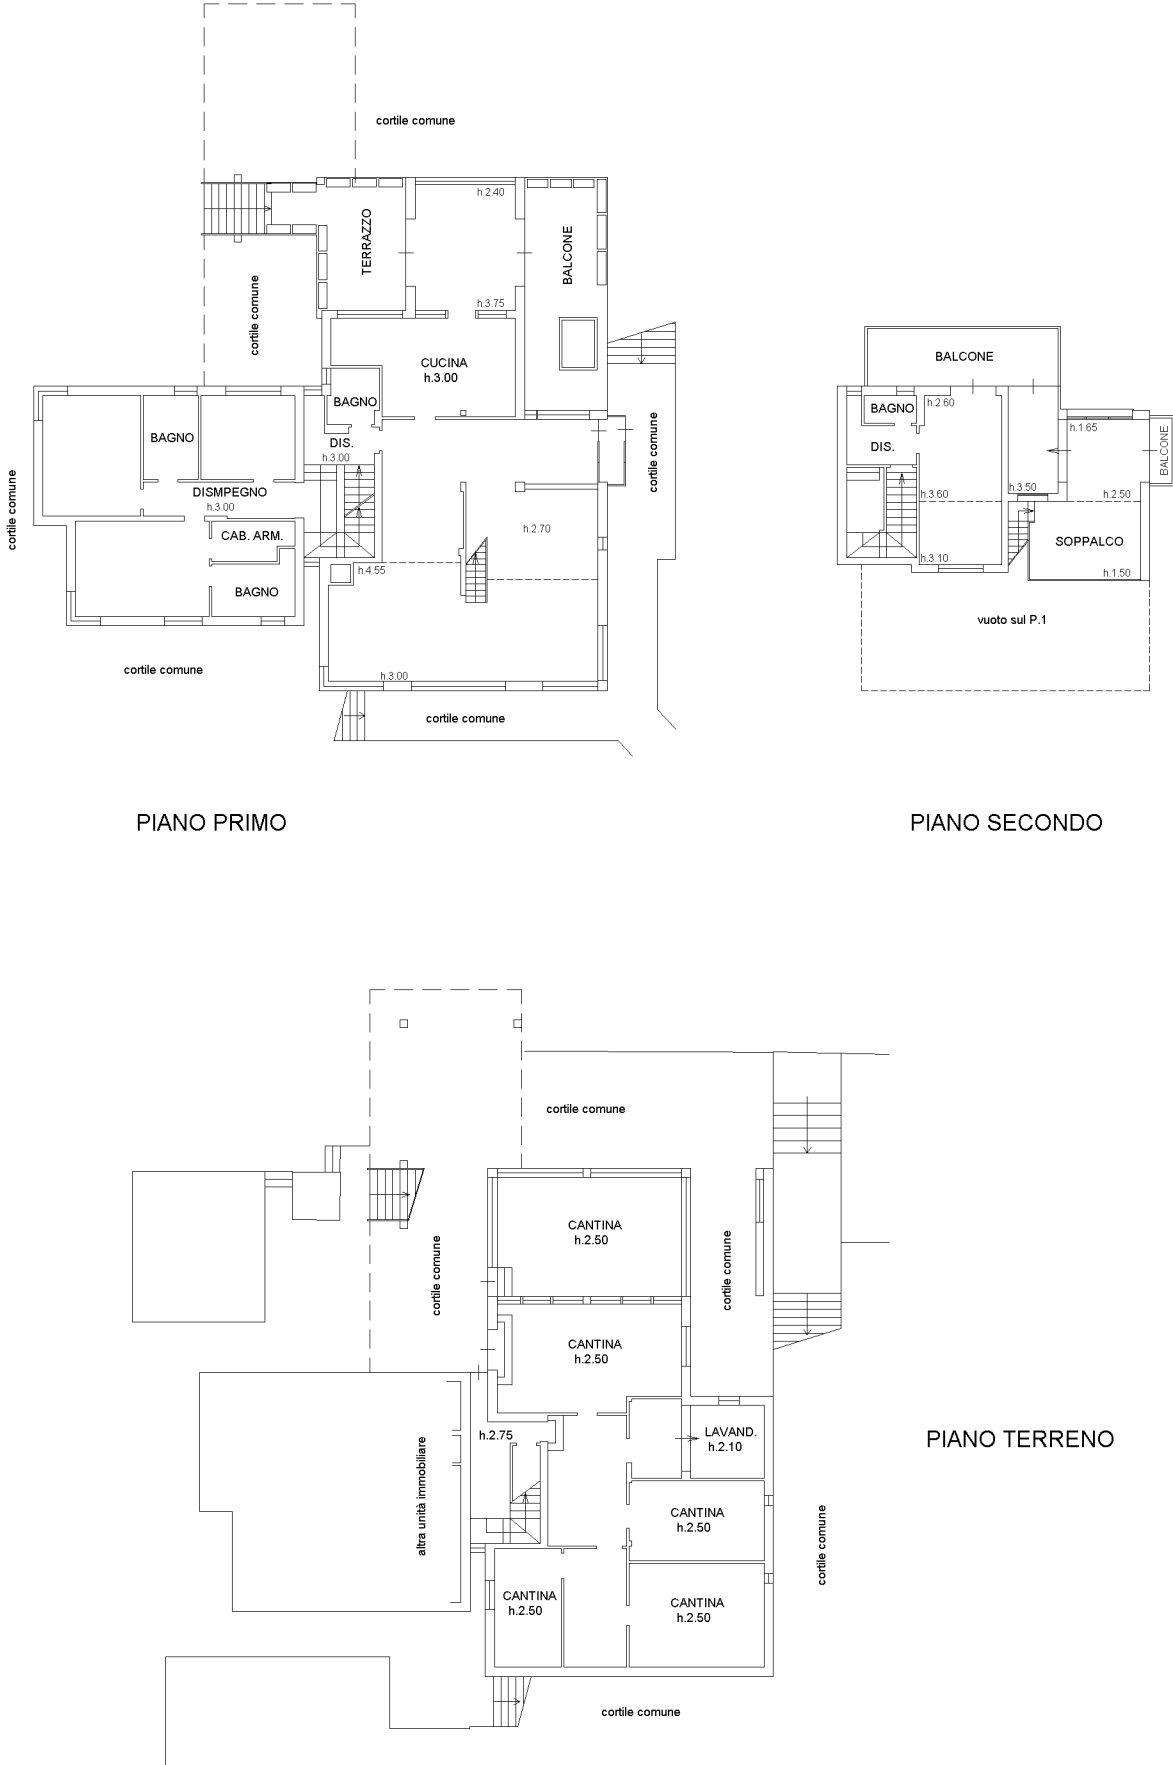 cortile comune
h.2.40
TERRAZZO
BALCONE
cortile comune
h.3.75
CUCINA
h.3.00
BAGNO
BAGNO
DIS.
h.3.00
cortile comune
cortile comune
DISMPEGNO
h.3.00
CAB. ARM.
h.2.70
h.4.55
BAGNO
cortile comune
h.3.00
cortile comune
PIANO PRIMO
BALCONE
BAGNO
h.2.60
h.1.65
BALCONE
DIS.
h.3.60
h.3.50
h.2.50
SOPPALCO
h.3.10
h.1.50
vuoto sul P.1
PIANO SECONDO
cortile comune
CANTINA
h.2.50
cortile comune
cortile comune
CANTINA
h.2.50
h.2.75
LAVAND.
h.2.10
PIANO TERRENO
altra unità immobiliare
CANTINA
h.2.50
cortile comune
CANTINA
h.2.50
CANTINA
h.2.50
cortile comune